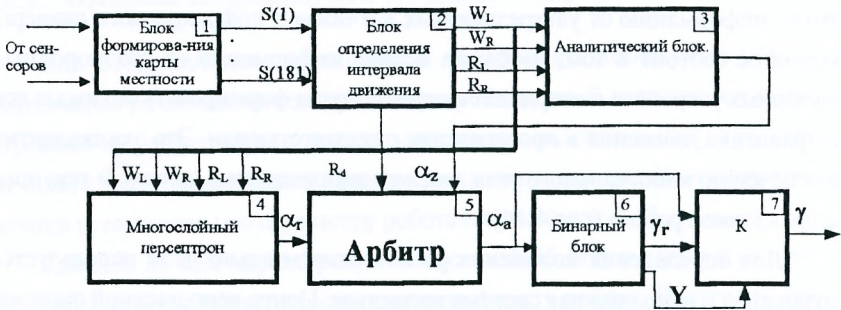 От сен-
соров
1
Блок
формирова-ния
карты
местности
S(1)
S(181)
2
Блок
определения
интервала
движения
W_L
W_R
R_L
R_R
3
Аналитический блок.
W_L W_R R_L R_R
R_d
α_Z
4
Многослойный
персептрон
α_r
5
Арбитр
α_a
6
Бинарный
блок
γ_r
Y
7
К
γ